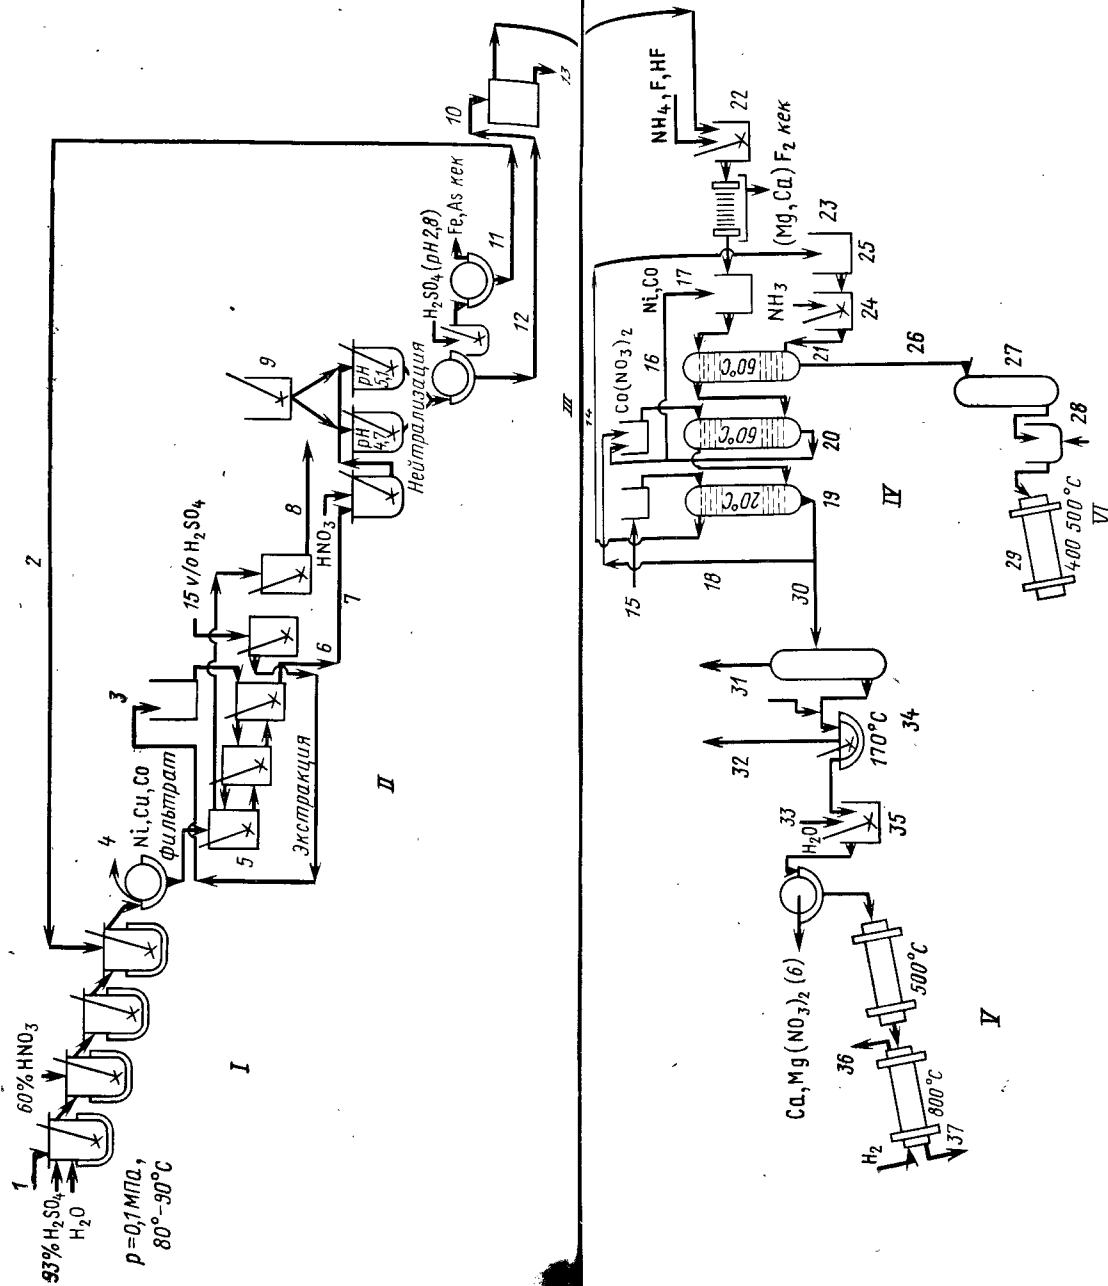 1
93% H₂SO₄
H₂O
p=0,1 МПа,
80°-90°C
60% HNO₃
I
2
3
4
Ni, Cu, Co
фильтрат
5
Экстракция
II
15 v/o H₂SO₄
6
7
8
HNO₃
9
pH
4,7
pH
5,1
Нейтрализация
H₂SO₄ (pH 2,8)
Fe, As кек
11
12
10
13
III
14
NH₄, F, HF
22
(Mg, Ca) F₂ кек
23
25
NH₃
24
Ni, Co
17
16
Co(NO₃)₂
60°C
60°C
20°C
21
20
19
IV
15
18
26
27
28
29
400 500°C
VI
30
31
32
170°C
34
33
H₂O
35
Ca, Mg (NO₃)₂ (б)
500°C
V
36
800°C
H₂
37